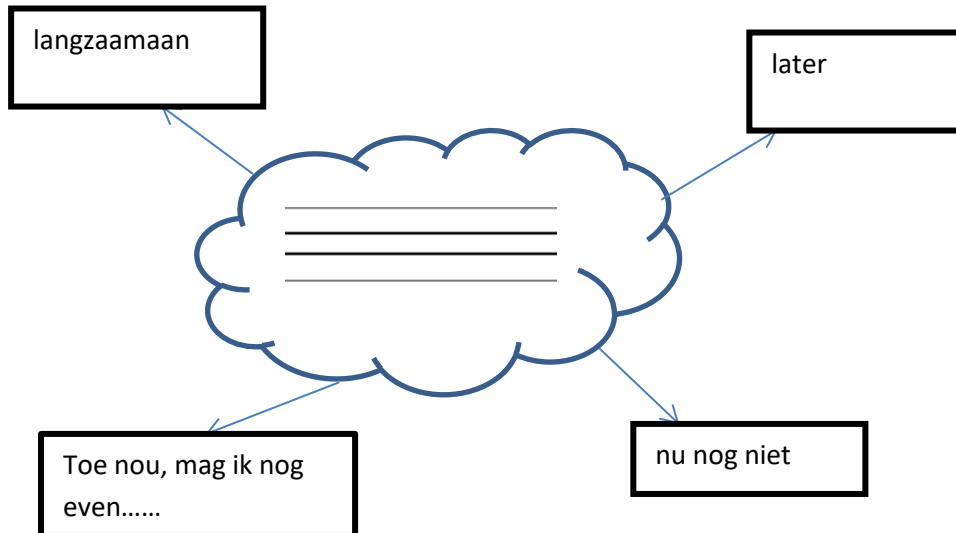 langzaamaan
later
Toe nou, mag ik nog
even……
nu nog niet